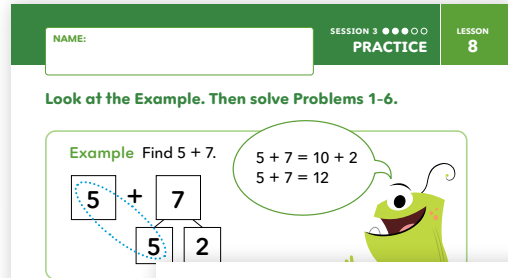 NAME:
SESSION 3
PRACTICE
LESSON
8
Look at the Example. Then solve Problems 1-6.
Example Find 5 + 7.
5 + 7 = 10 + 2
5 + 7 = 12
5 + 7
5 2